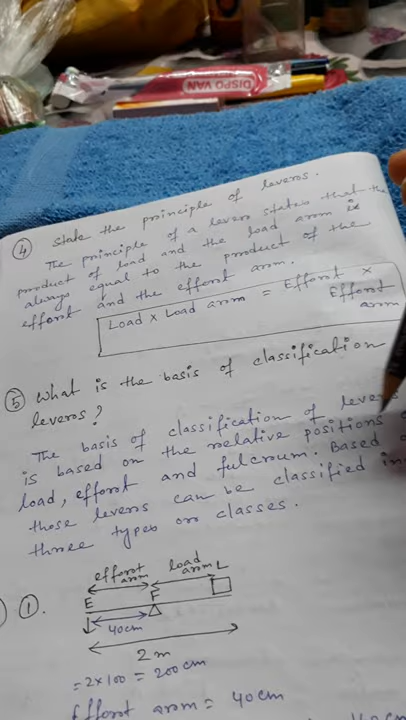 DISPO VAN
④ State the principle of levers.
The principle of a lever states that the
product of load and the load arm is
always equal to the product of the
effort and the effort arm.
Load × Load arm = Effort × Effort arm
⑤ What is the basis of classification
levers?
The basis of classification of levers
is based on the relative positions
load, effort and fulcrum. Based
those levers can be classified in
three types or classes.
①.
effort arm load arm
E F L
40cm
2 m
= 2×100 = 200 cm
Effort arm = 40cm